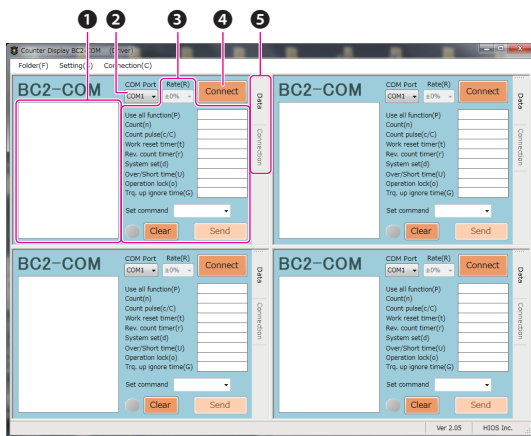 ❶ ❷ ❸ ❹ ❺
Counter Display BC2-COM (Driver)
Folder(F) Setting(S) Connection(C)
BC2-COM
COM Port Rate(R)
COM1 ±0%
Connect
Use all function(P)
Count(n)
Count pulse(c/C)
Work reset timer(t)
Rev. count timer(r)
System set(d)
Over/Short time(U)
Operation lock(o)
Trq. up ignore time(G)
Set command
Clear Send
Data
Connection
BC2-COM
COM Port Rate(R)
COM1 ±0%
Connect
Use all function(P)
Count(n)
Count pulse(c/C)
Work reset timer(t)
Rev. count timer(r)
System set(d)
Over/Short time(U)
Operation lock(o)
Trq. up ignore time(G)
Set command
Clear Send
Data
Connection
BC2-COM
COM Port Rate(R)
COM1 ±0%
Connect
Use all function(P)
Count(n)
Count pulse(c/C)
Work reset timer(t)
Rev. count timer(r)
System set(d)
Over/Short time(U)
Operation lock(o)
Trq. up ignore time(G)
Set command
Clear Send
Data
Connection
BC2-COM
COM Port Rate(R)
COM1 ±0%
Connect
Use all function(P)
Count(n)
Count pulse(c/C)
Work reset timer(t)
Rev. count timer(r)
System set(d)
Over/Short time(U)
Operation lock(o)
Trq. up ignore time(G)
Set command
Clear Send
Data
Connection
Ver 2.05 HIOS Inc.